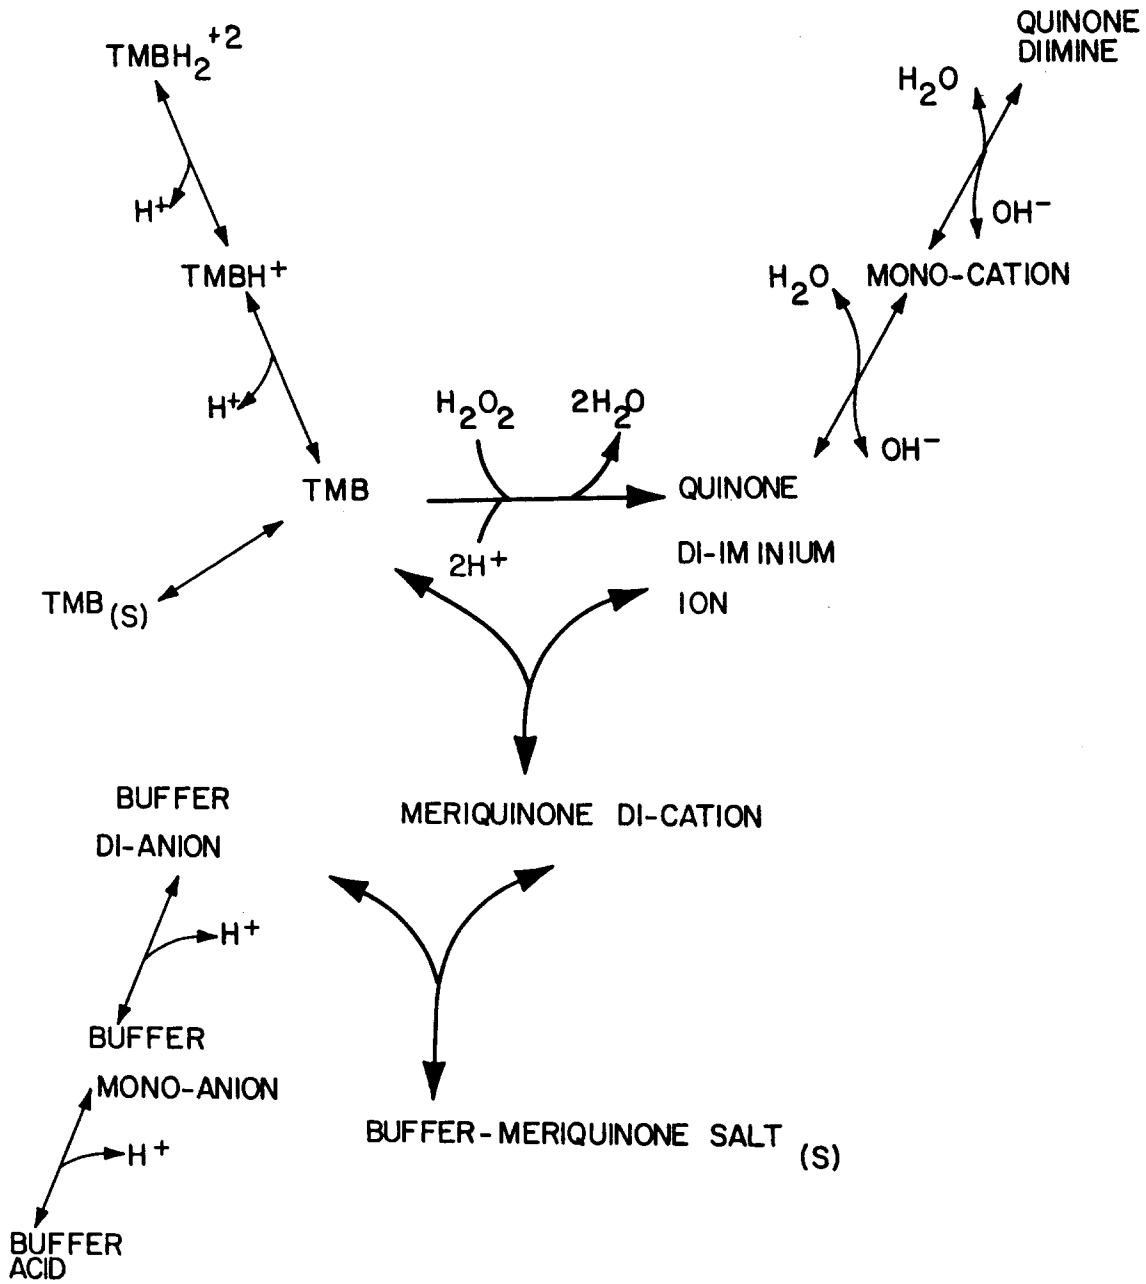 TMBH₂⁺²
QUINONE
DIIMINE
H₂O
H⁺
OH⁻
TMBH⁺
H₂O
MONO-CATION
H⁺
H₂O₂
2H₂O
OH⁻
TMB
QUINONE
2H⁺
DI-IMINIUM
ION
TMB(S)
BUFFER
DI-ANION
MERIQUINONE DI-CATION
H⁺
BUFFER
MONO-ANION
BUFFER-MERIQUINONE SALT (S)
H⁺
BUFFER
ACID